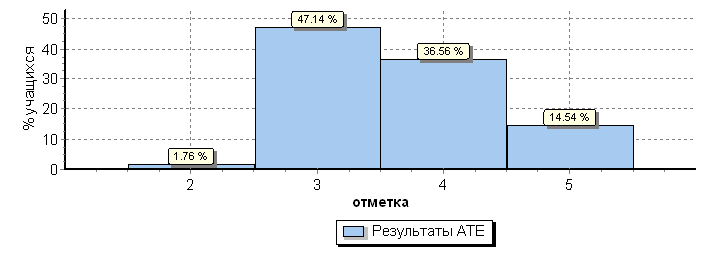 50
40
30
20
10
0
% учащихся
47.14 %
36.56 %
14.54 %
1.76 %
2 3 4 5
отметка
Результаты АТЕ